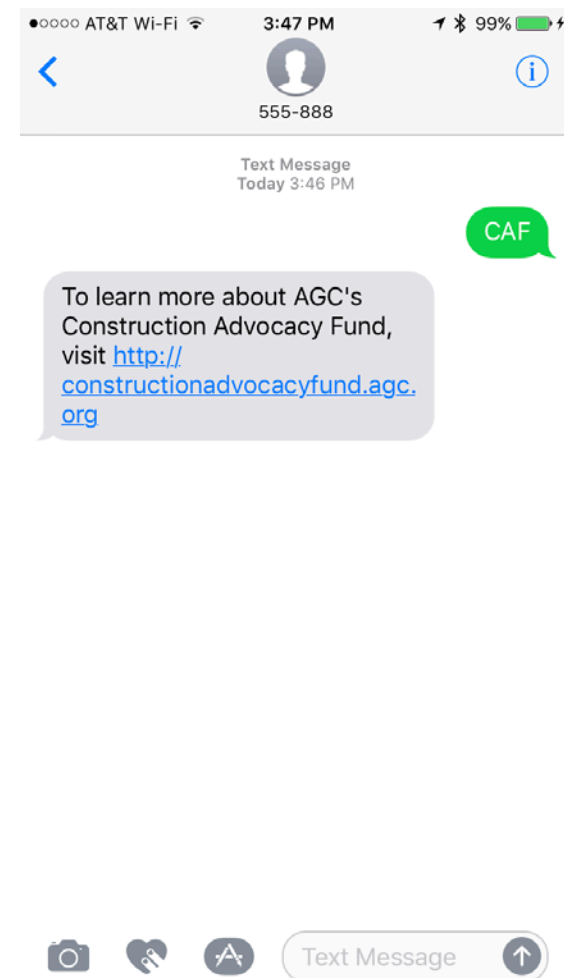 AT&T Wi-Fi 3:47 PM 99%
555-888
Text Message
Today 3:46 PM
CAF
To learn more about AGC's
Construction Advocacy Fund,
visit http://
constructionadvocacyfund.agc.
org
Text Message